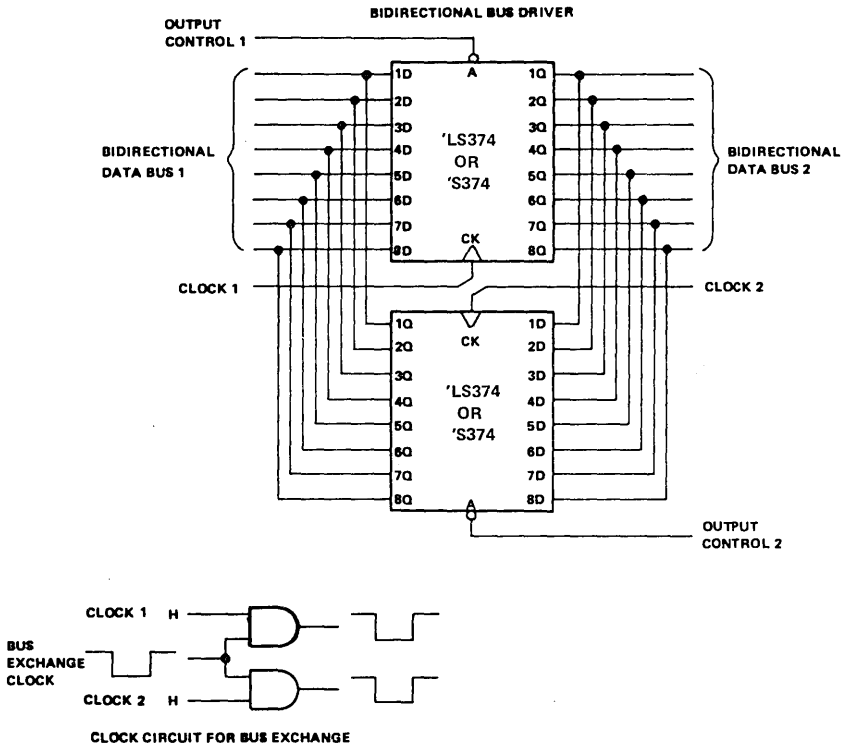 BIDIRECTIONAL BUS DRIVER
OUTPUT
CONTROL 1
A
1D
1Q
2D
2Q
3D
3Q
4D
4Q
5D
5Q
6D
6Q
7D
7Q
8D
8Q
'LS374
OR
'S374
CK
BIDIRECTIONAL
DATA BUS 1
BIDIRECTIONAL
DATA BUS 2
CLOCK 1
CLOCK 2
CK
1Q
1D
2Q
2D
3Q
3D
4Q
4D
5Q
5D
6Q
6D
7Q
7D
8Q
8D
'LS374
OR
'S374
A
OUTPUT
CONTROL 2
CLOCK 1 H
BUS
EXCHANGE
CLOCK
CLOCK 2 H
CLOCK CIRCUIT FOR BUS EXCHANGE